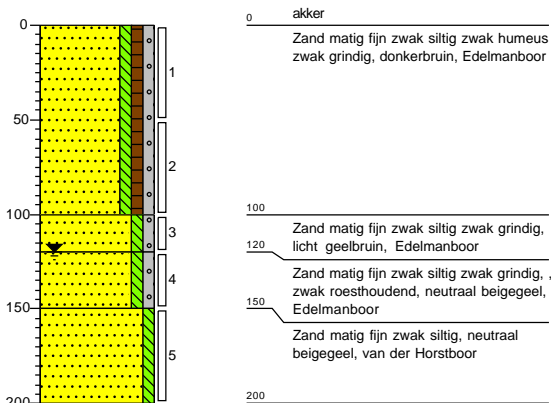 0
50
100
150
200
1
2
3
4
5
0
akker
Zand matig fijn zwak siltig zwak humeus
zwak grindig, donkerbruin, Edelmanboor
100
Zand matig fijn zwak siltig zwak grindig,
licht geelbruin, Edelmanboor
120
Zand matig fijn zwak siltig zwak grindig, ,
zwak roesthoudend, neutraal beigegeel,
Edelmanboor
150
Zand matig fijn zwak siltig, neutraal
beigegeel, van der Horstboor
200